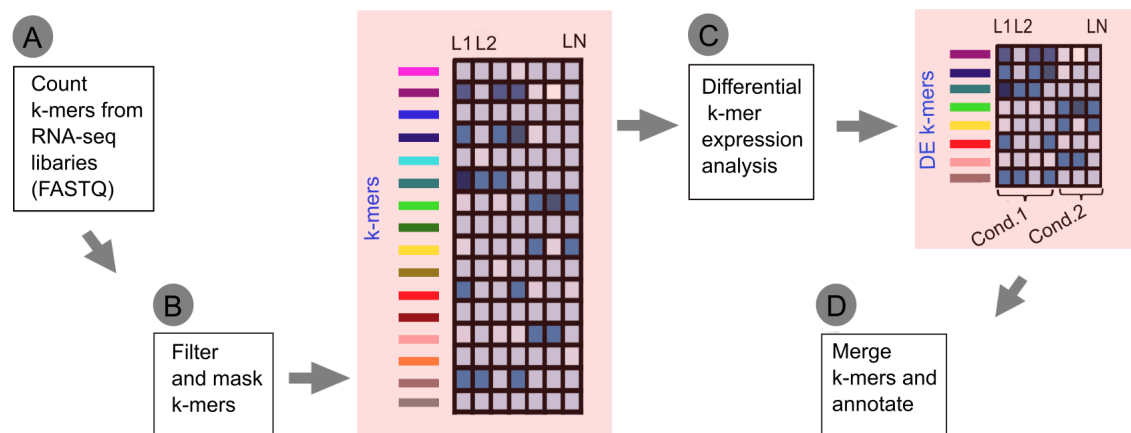 A
Count
k-mers from
RNA-seq
libaries
(FASTQ)
B
Filter
and mask
k-mers
L1 L2 LN
k-mers
C
Differential
k-mer
expression
analysis
L1 L2 LN
DE k-mers
Cond.1 Cond.2
D
Merge
k-mers and
annotate